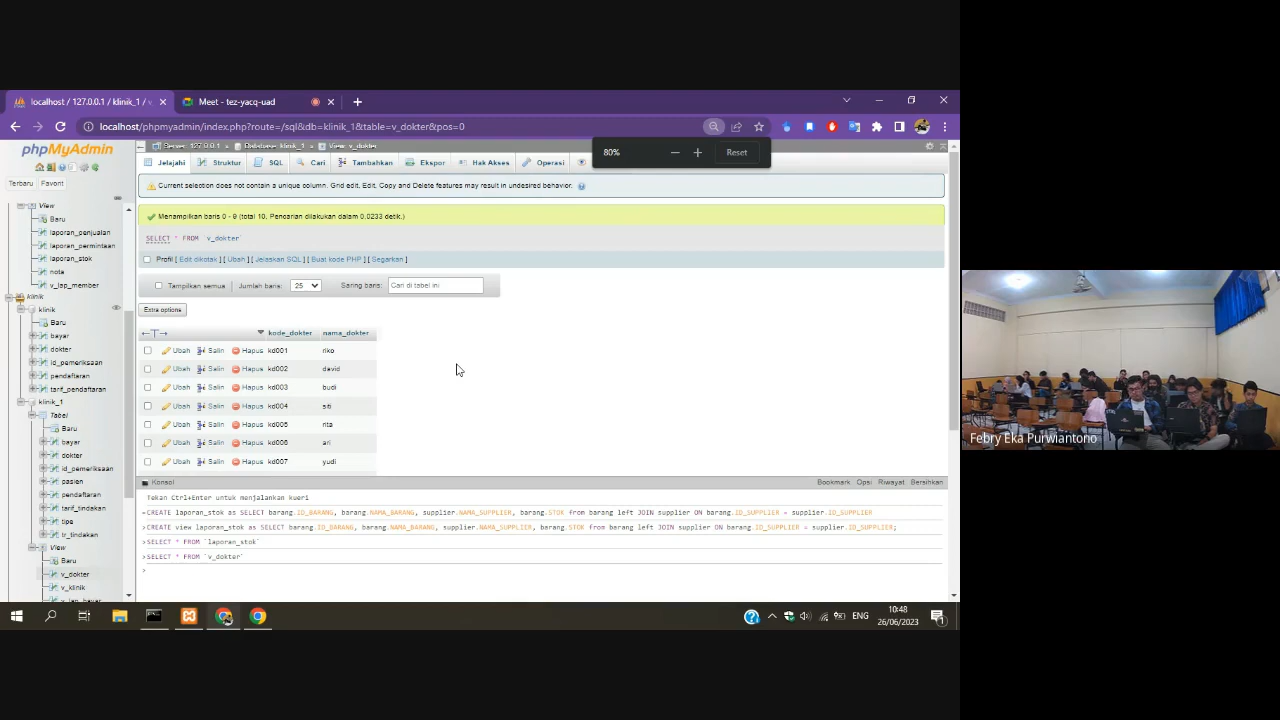 localhost / 127.0.0.1 / klinik_1 / v
Meet - tez-yacq-uad
localhost/phpmyadmin/index.php?route=/sql&db=klinik_1&table=v_dokter&pos=0
80%
Reset
phpMyAdmin
Terbaru
Favorit
View
Baru
laporan_penjualan
laporan_permintaan
laporan_stok
nota
v_lap_member
klinik
klinik
Baru
bayar
dokter
id_pemeriksaan
pendaftaran
tarif_pendaftaran
klinik_1
Tabel
Baru
bayar
dokter
id_pemeriksaan
pasien
pendaftaran
tarif_tindakan
tipe
tr_tindakan
View
Baru
v_dokter
v_klinik
v_lap_bayar
Server: 127.0.0.1 » Database: klinik_1 » View: v_dokter
Jelajahi
Struktur
SQL
Cari
Tambahkan
Ekspor
Hak Akses
Operasi
Current selection does not contain a unique column. Grid edit, Edit, Copy and Delete features may result in undesired behavior.
Menampilkan baris 0 - 9 (total 10, Pencarian dilakukan dalam 0,0233 detik.)
SELECT * FROM `v_dokter`
Profil [ Edit dikotak ] [ Ubah ] [ Jelaskan SQL ] [ Buat kode PHP ] [ Segarkan ]
Tampilkan semua | Jumlah baris: 25 Saring baris: Cari di tabel ini
Extra options
kode_dokter nama_dokter
Ubah Salin Hapus kd001 riko
Ubah Salin Hapus kd002 david
Ubah Salin Hapus kd003 budi
Ubah Salin Hapus kd004 siti
Ubah Salin Hapus kd005 rita
Ubah Salin Hapus kd006 ari
Ubah Salin Hapus kd007 yudi
Konsol
Bookmark Opsi Riwayat Bersihkan
Tekan Ctrl+Enter untuk menjalankan kueri
CREATE laporan_stok as SELECT barang.ID_BARANG, barang.NAMA_BARANG, supplier.NAMA_SUPPLIER, barang.STOK from barang left JOIN supplier ON barang.ID_SUPPLIER = supplier.ID_SUPPLIER
>CREATE view laporan_stok as SELECT barang.ID_BARANG, barang.NAMA_BARANG, supplier.NAMA_SUPPLIER, barang.STOK from barang left JOIN supplier ON barang.ID_SUPPLIER = supplier.ID_SUPPLIER;
>SELECT * FROM `laporan_stok`
>SELECT * FROM `v_dokter`
>
ENG
10:48
26/06/2023
Febry Eka Purwiantono